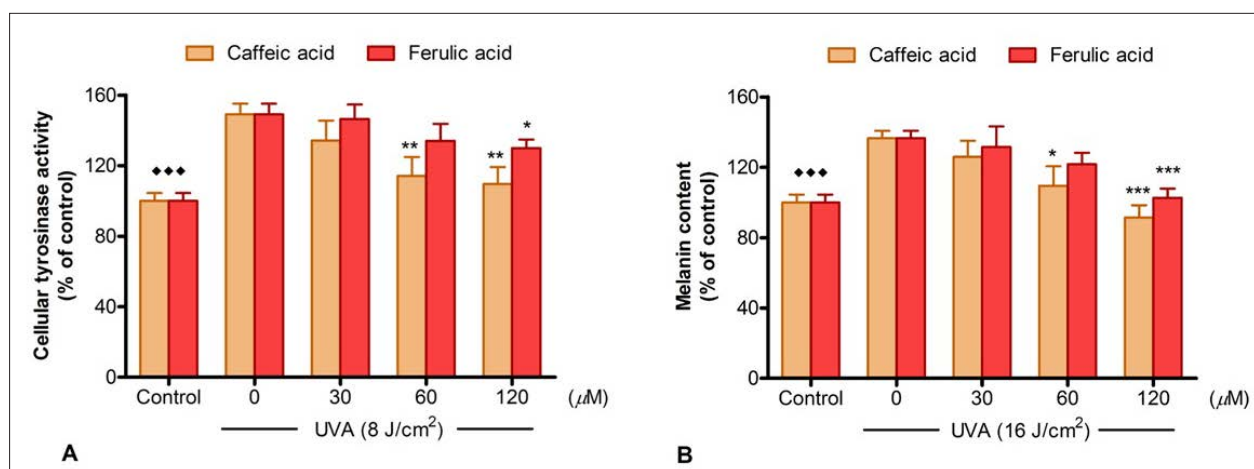 Caffeic acid Ferulic acid
Cellular tyrosinase activity
(% of control)
160
120
80
40
0
♦♦♦
**
**
*
Control 0 30 60 120 (μM)
UVA (8 J/cm²)
A
Caffeic acid Ferulic acid
Melanin content
(% of control)
160
120
80
40
0
♦♦♦
*
***
***
Control 0 30 60 120 (μM)
UVA (16 J/cm²)
B